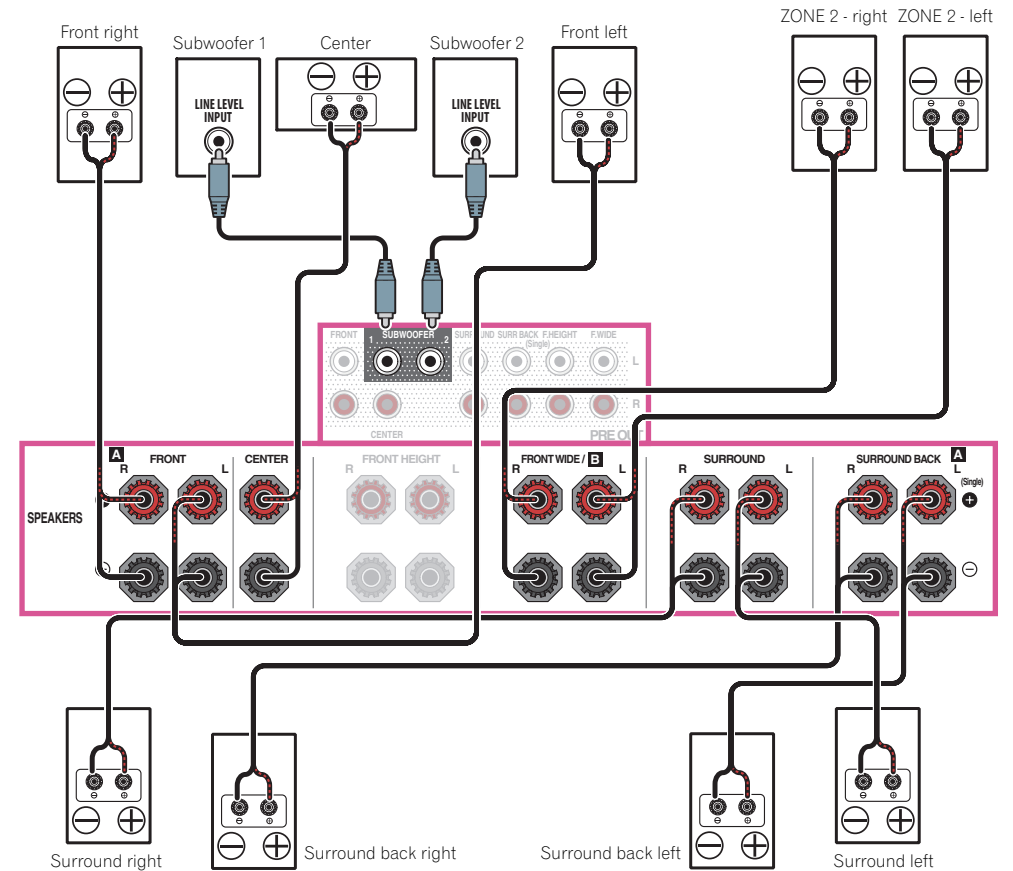 ZONE 2 - right ZONE 2 - left
Front right
Subwoofer 1
Center
Subwoofer 2
Front left
LINE LEVEL
INPUT
LINE LEVEL
INPUT
FRONT
SUBWOOFER
1
2
SURROUND
SURR BACK
(Single)
F.HEIGHT
F.WIDE
L
R
CENTER
PRE OUT
SPEAKERS
A
R FRONT L
CENTER
FRONT HEIGHT
R L
FRONT WIDE / B
R L
SURROUND
R L
SURROUND BACK A
R L
(Single)
Surround right
Surround back right
Surround back left
Surround left